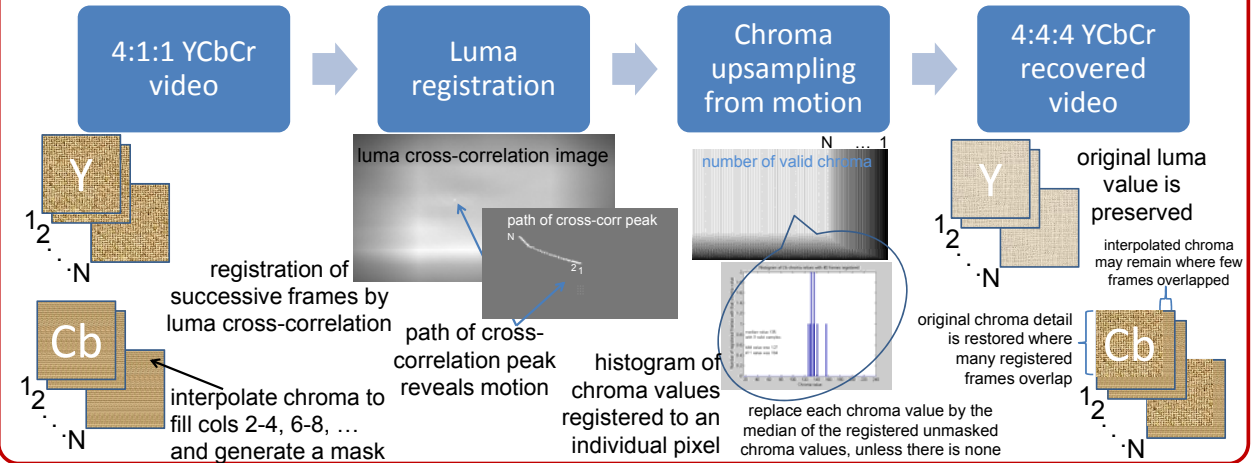 4:1:1 YCbCr
video
Luma
registration
Chroma
upsampling
from motion
4:4:4 YCbCr
recovered
video
Y
1
2
. . .
N
registration of
successive frames by
luma cross-correlation
Cb
1
2
. . .
N
interpolate chroma to
fill cols 2-4, 6-8, …
and generate a mask
luma cross-correlation image
path of cross-corr peak
N
2 1
path of cross-
correlation peak
reveals motion
N … 1
number of valid chroma
histogram of
chroma values
registered to an
individual pixel
replace each chroma value by the
median of the registered unmasked
chroma values, unless there is none
Y
1
2
. . .
N
original luma
value is
preserved
interpolated chroma
may remain where few
frames overlapped
original chroma detail
is restored where
many registered
frames overlap
Cb
1
2
. . .
N